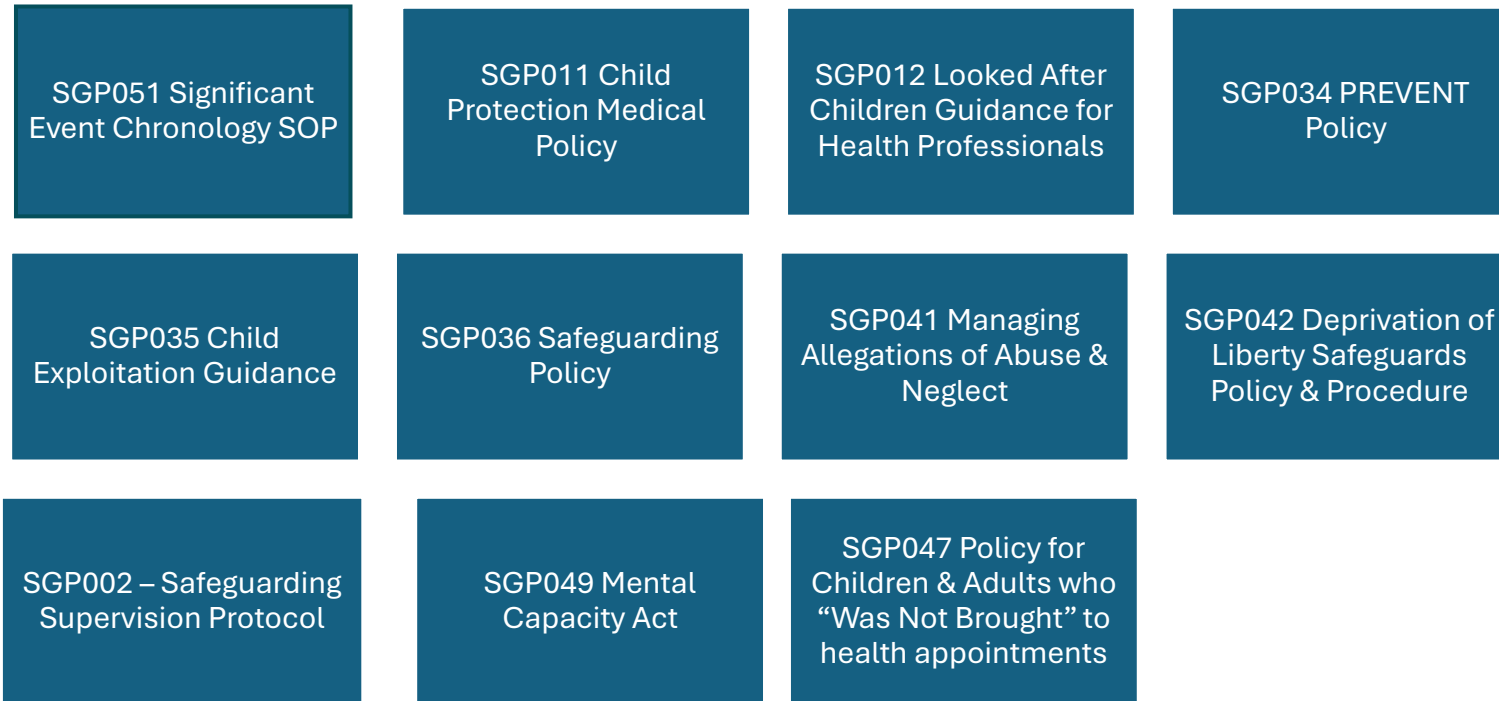 SGP051 Significant
Event Chronology SOP
SGP011 Child
Protection Medical
Policy
SGP012 Looked After
Children Guidance for
Health Professionals
SGP034 PREVENT
Policy
SGP035 Child
Exploitation Guidance
SGP036 Safeguarding
Policy
SGP041 Managing
Allegations of Abuse &
Neglect
SGP042 Deprivation of
Liberty Safeguards
Policy & Procedure
SGP002 – Safeguarding
Supervision Protocol
SGP049 Mental
Capacity Act
SGP047 Policy for
Children & Adults who
“Was Not Brought” to
health appointments